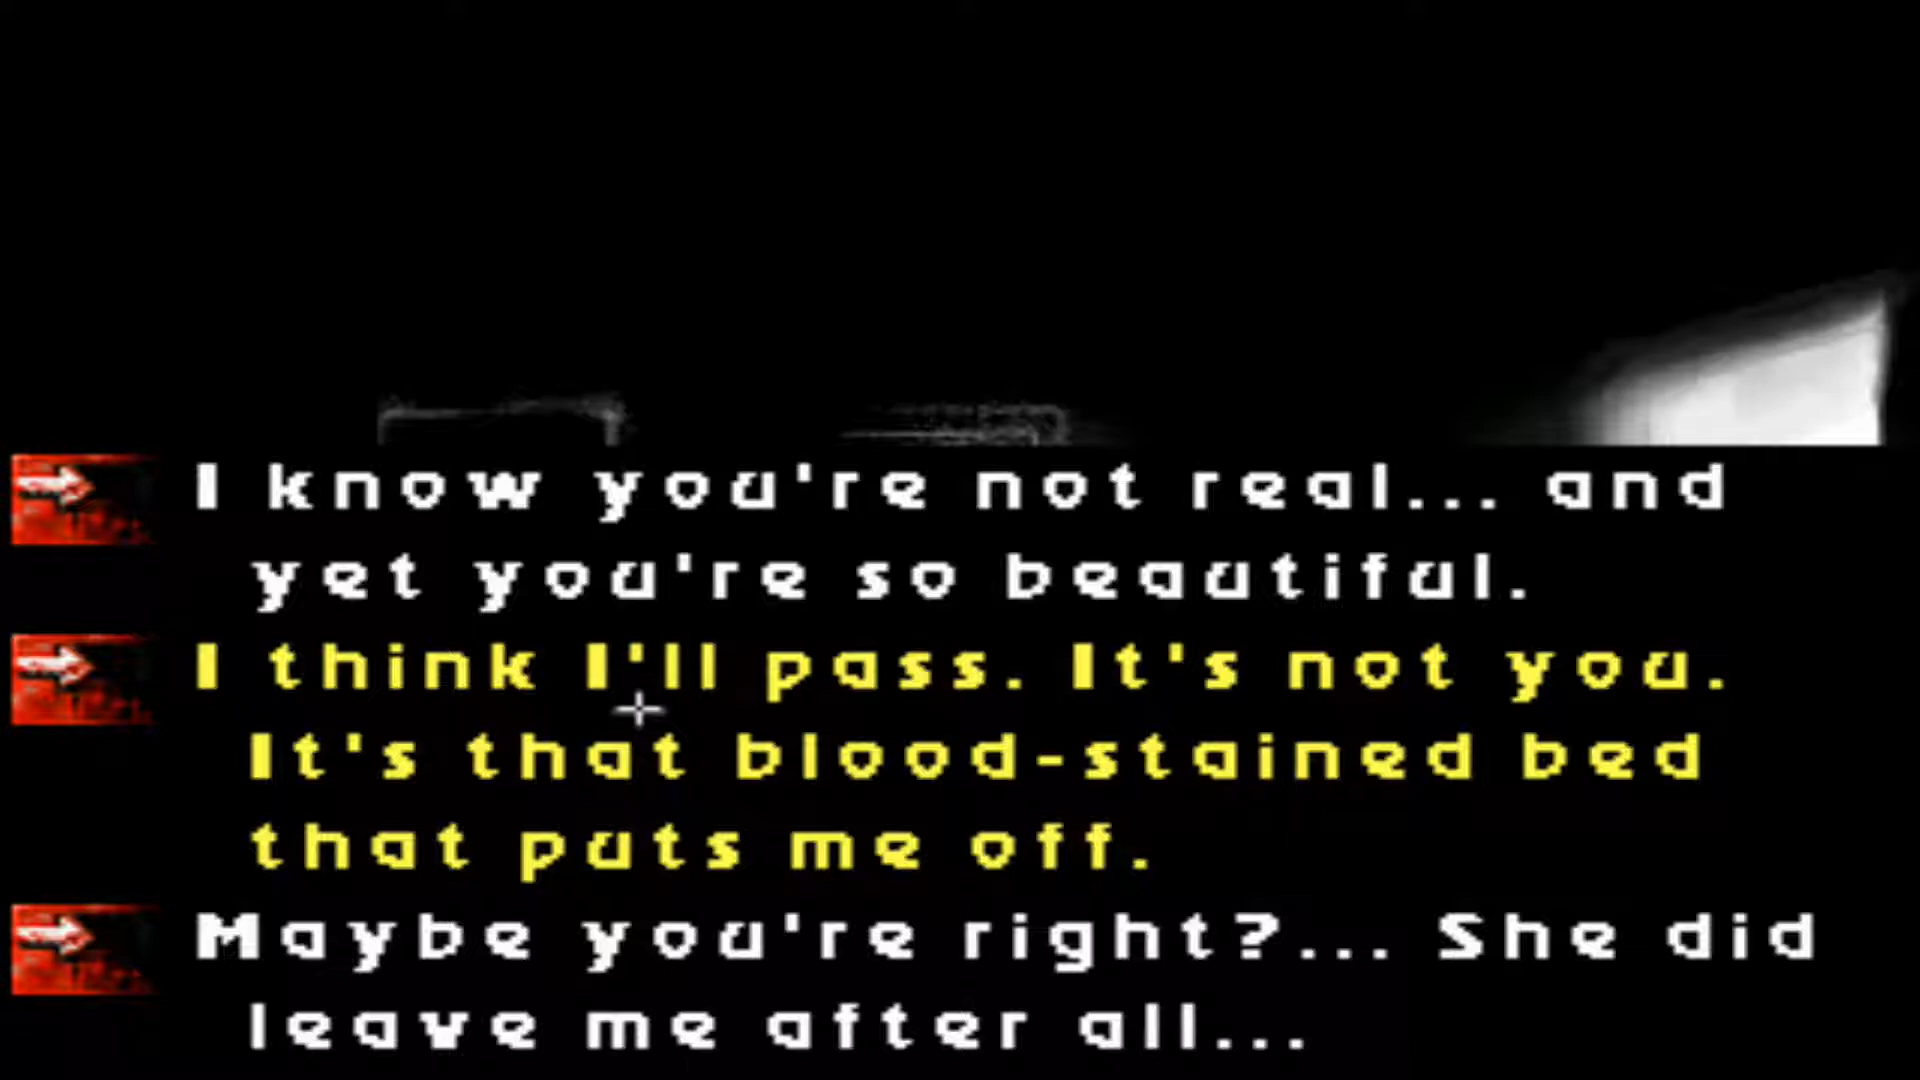 I know you're not real... and
yet you're so beautiful.
I think I'll pass. It's not you.
It's that blood-stained bed
that puts me off.
Maybe you're right?... She did
leave me after all...